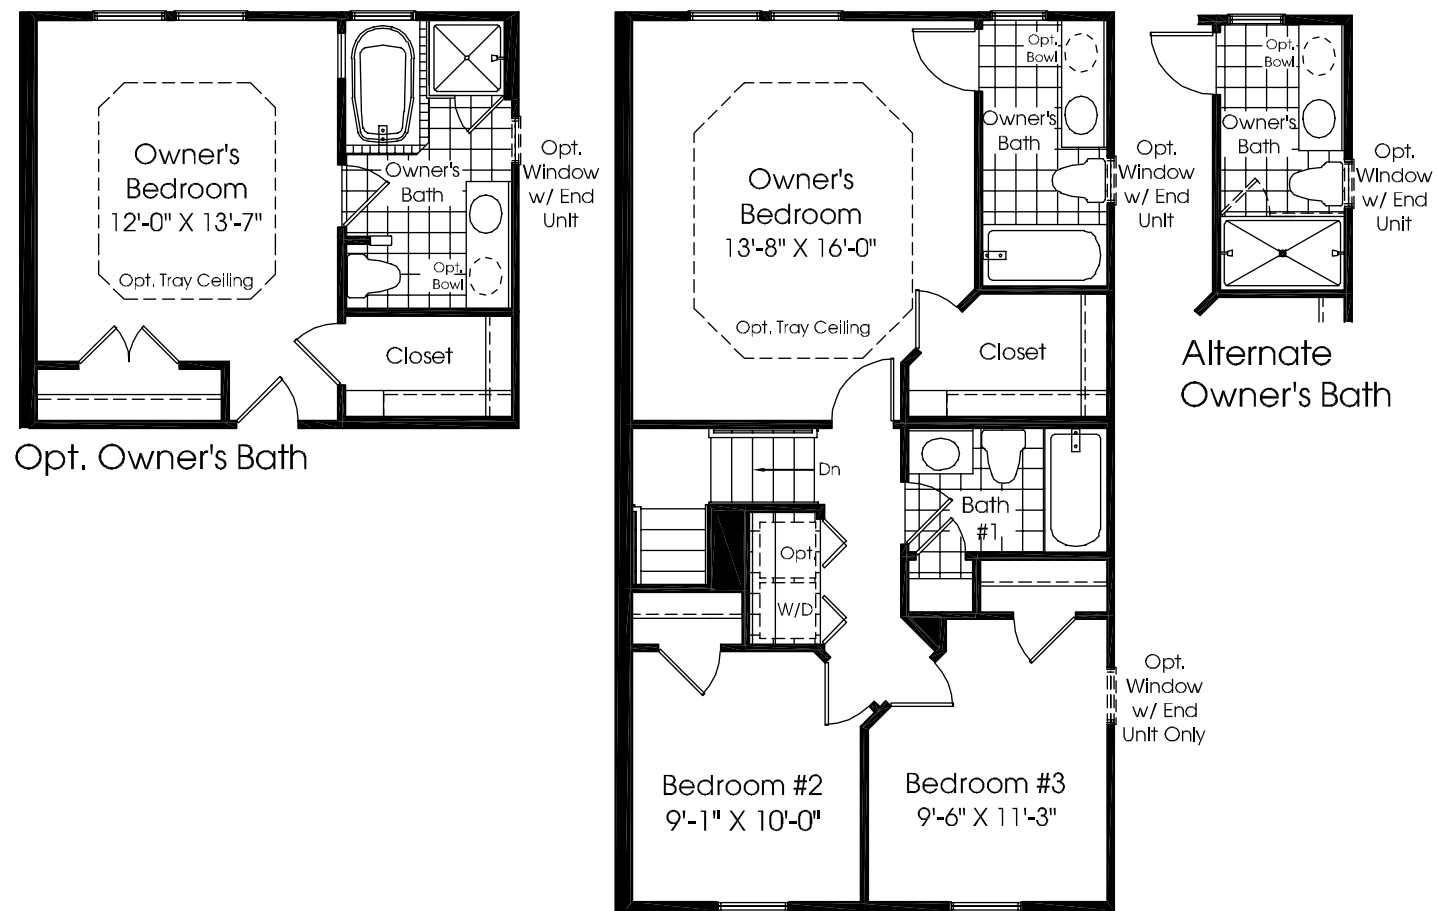 Owner's
Bedroom
12'-0" X 13'-7"
Opt. Tray Ceiling
Owner's
Bath
Opt.
Bowl
Closet
Opt.
Window
w/ End
Unit
Opt. Owner's Bath
Owner's
Bedroom
13'-8" X 16'-0"
Opt. Tray Ceiling
Opt.
Bowl
Owner's
Bath
Opt.
Window
w/ End
Unit
Closet
Dn
Bath
#1
Opt.
W/D
Opt.
Window
w/ End
Unit Only
Bedroom #2
9'-1" X 10'-0"
Bedroom #3
9'-6" X 11'-3"
Opt.
Bowl
Owner's
Bath
Opt.
Window
w/ End
Unit
Alternate
Owner's Bath